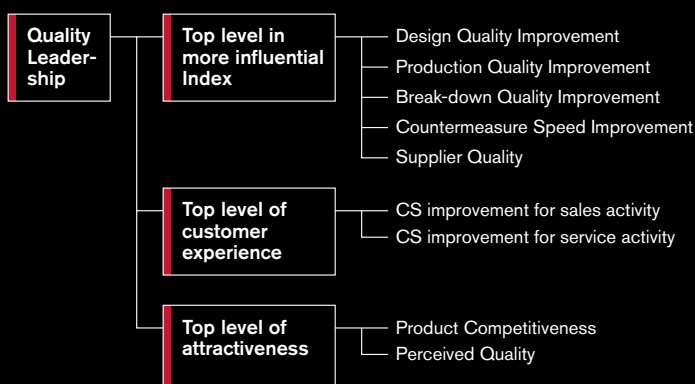 Quality
Leader-
ship
Top level in
more influential
Index
Design Quality Improvement
Production Quality Improvement
Break-down Quality Improvement
Countermeasure Speed Improvement
Supplier Quality
Top level of
customer
experience
CS improvement for sales activity
CS improvement for service activity
Top level of
attractiveness
Product Competitiveness
Perceived Quality